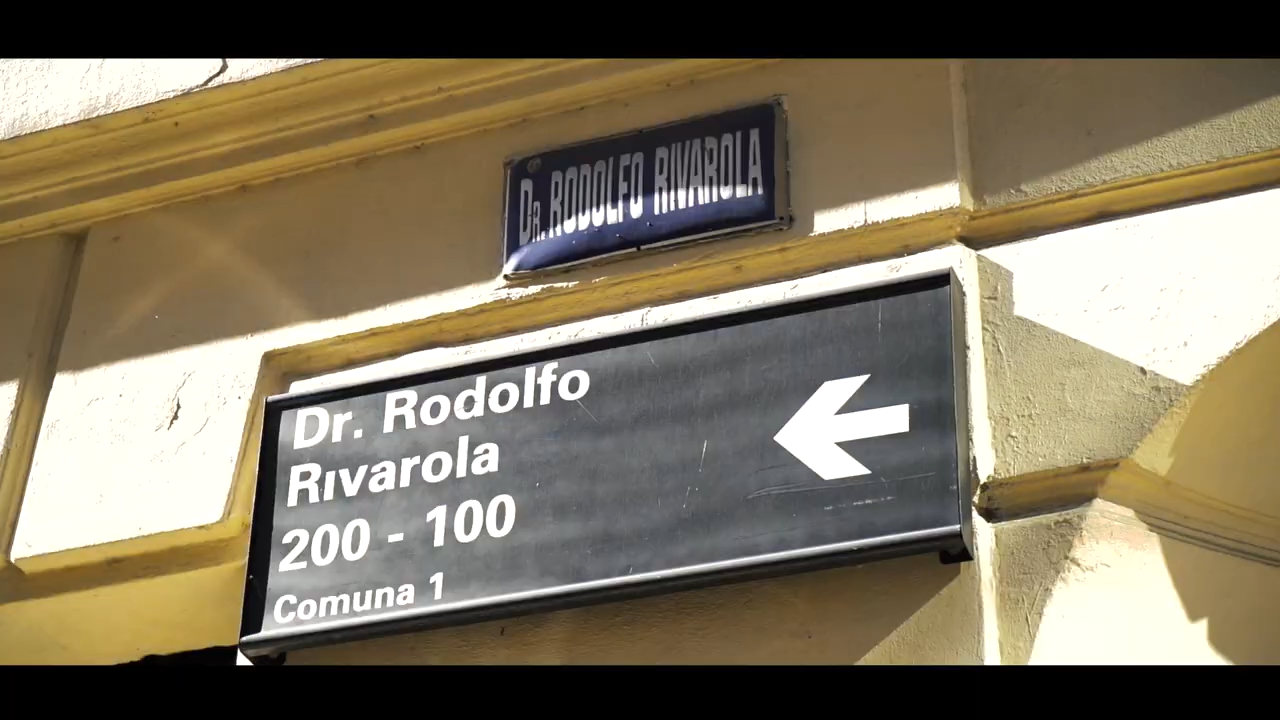 DR. RODOLFO RIVAROLA
Dr. Rodolfo
Rivarola
200 - 100
Comuna 1